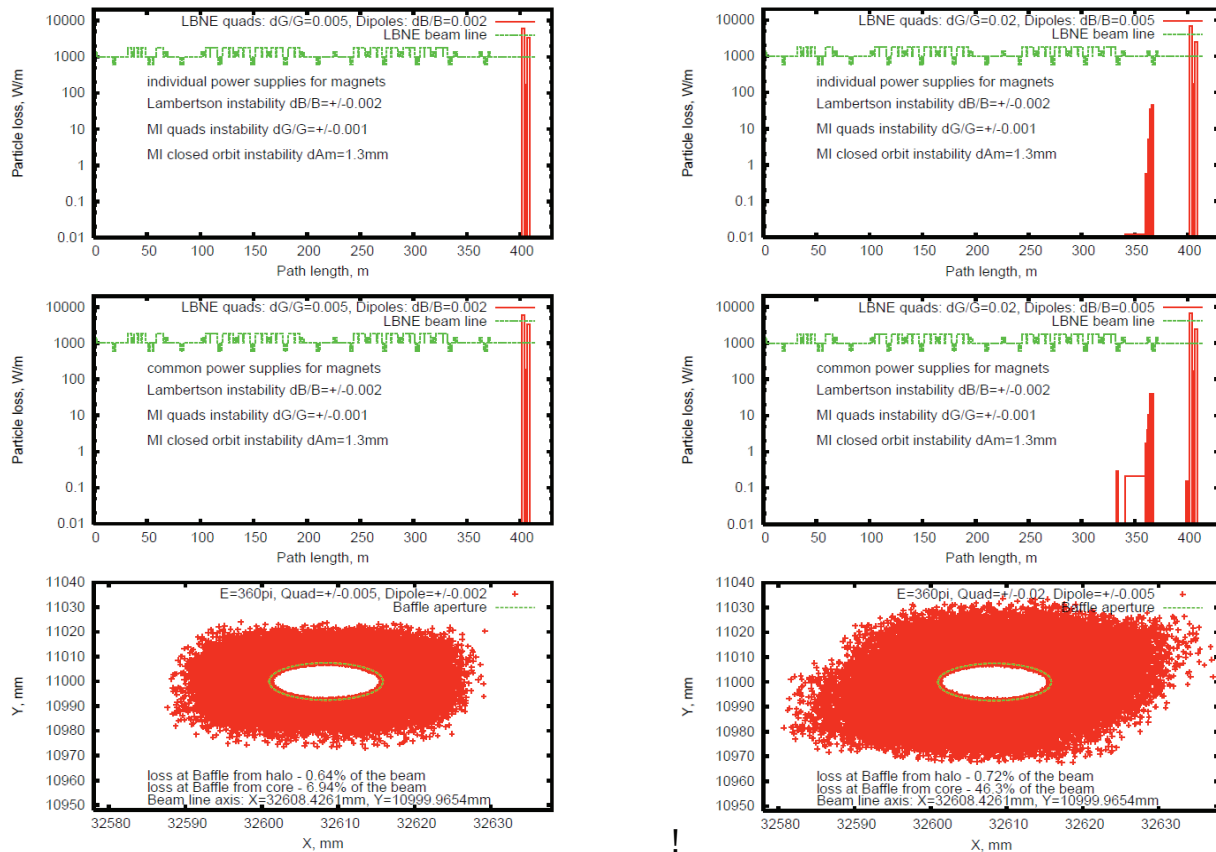 LBNE quads: dG/G=0.005, Dipoles: dB/B=0.002
LBNE beam line
individual power supplies for magnets
Lambertson instability dB/B=+/-0.002
MI quads instability dG/G=+/-0.001
MI closed orbit instability dAm=1.3mm
Particle loss, W/m
10000
1000
100
10
1
0.1
0.01
0 50 100 150 200 250 300 350 400
Path length, m
LBNE quads: dG/G=0.02, Dipoles: dB/B=0.005
LBNE beam line
individual power supplies for magnets
Lambertson instability dB/B=+/-0.002
MI quads instability dG/G=+/-0.001
MI closed orbit instability dAm=1.3mm
Particle loss, W/m
10000
1000
100
10
1
0.1
0.01
0 50 100 150 200 250 300 350 400
Path length, m
LBNE quads: dG/G=0.005, Dipoles: dB/B=0.002
LBNE beam line
common power supplies for magnets
Lambertson instability dB/B=+/-0.002
MI quads instability dG/G=+/-0.001
MI closed orbit instability dAm=1.3mm
Particle loss, W/m
10000
1000
100
10
1
0.1
0.01
0 50 100 150 200 250 300 350 400
Path length, m
LBNE quads: dG/G=0.02, Dipoles: dB/B=0.005
LBNE beam line
common power supplies for magnets
Lambertson instability dB/B=+/-0.002
MI quads instability dG/G=+/-0.001
MI closed orbit instability dAm=1.3mm
Particle loss, W/m
10000
1000
100
10
1
0.1
0.01
0 50 100 150 200 250 300 350 400
Path length, m
E=360pi, Quad=+/-0.005, Dipole=+/-0.002
Baffle aperture
Y, mm
11040
11030
11020
11010
11000
10990
10980
10970
10960
10950
loss at Baffle from halo - 0.64% of the beam
loss at Baffle from core - 6.94% of the beam
Beam line axis: X=32608.4261mm, Y=10999.9654mm
32580 32590 32600 32610 32620 32630
X, mm
E=360pi, Quad=+/-0.02, Dipole=+/-0.005
Baffle aperture
Y, mm
11040
11030
11020
11010
11000
10990
10980
10970
10960
10950
loss at Baffle from halo - 0.72% of the beam
loss at Baffle from core - 46.3% of the beam
Beam line axis: X=32608.4261mm, Y=10999.9654mm
32580 32590 32600 32610 32620 32630
X, mm
!